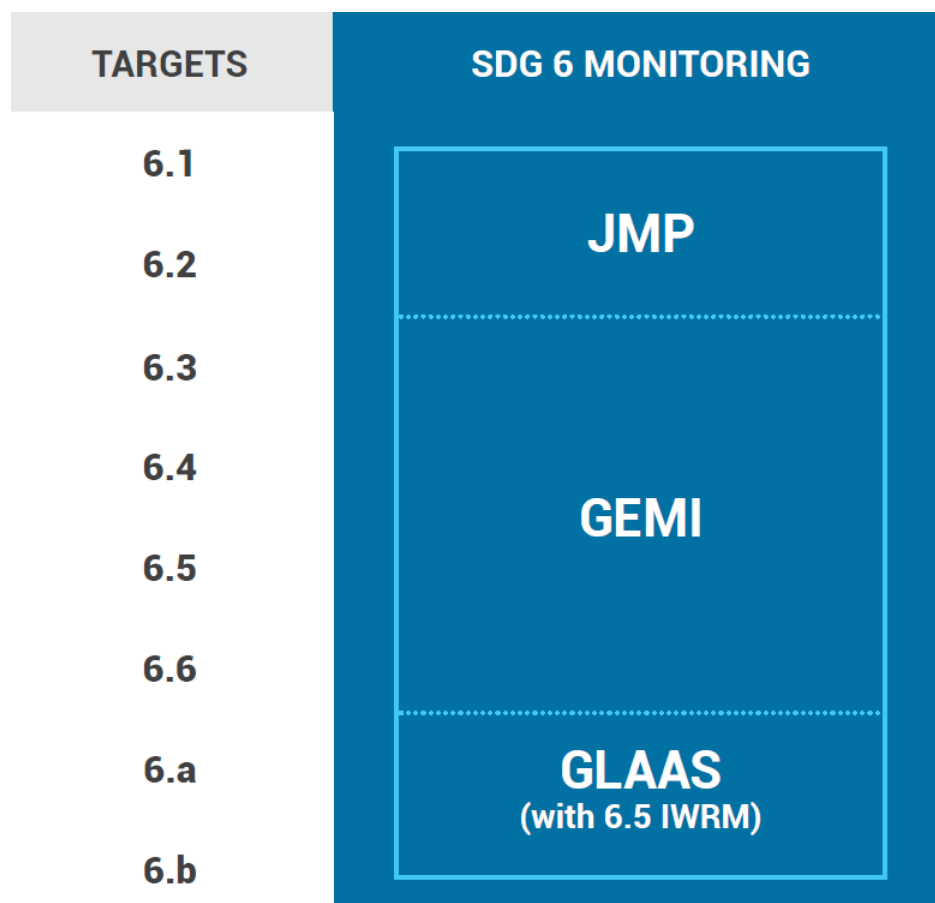 TARGETS
SDG 6 MONITORING
6.1
6.2
JMP
6.3
6.4
6.5
6.6
GEMI
6.a
6.b
GLAAS
(with 6.5 IWRM)